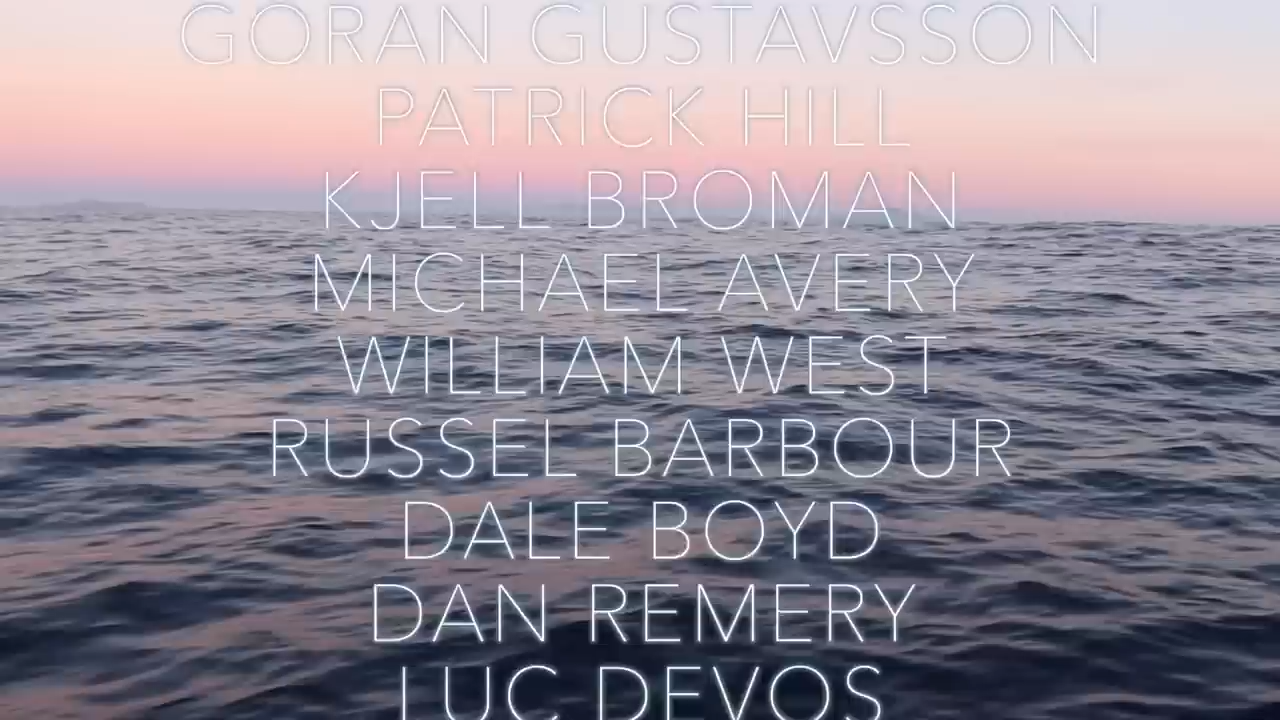 GORAN GUSTAVSSON
PATRICK HILL
KJELL BROMAN
MICHAEL AVERY
WILLIAM WEST
RUSSEL BARBOUR
DALE BOYD
DAN REMERY
LUC DEVOS